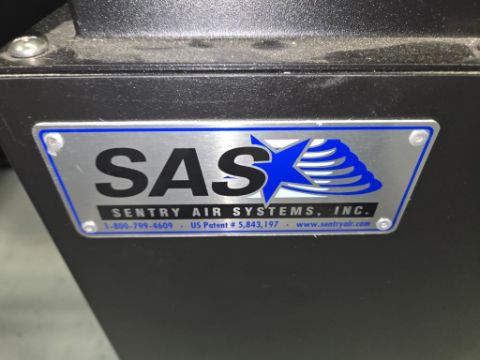 SAS
SENTRY AIR SYSTEMS, INC.
1-800-799-4609 · US Patent # 5,843,197 · www.sentryair.com